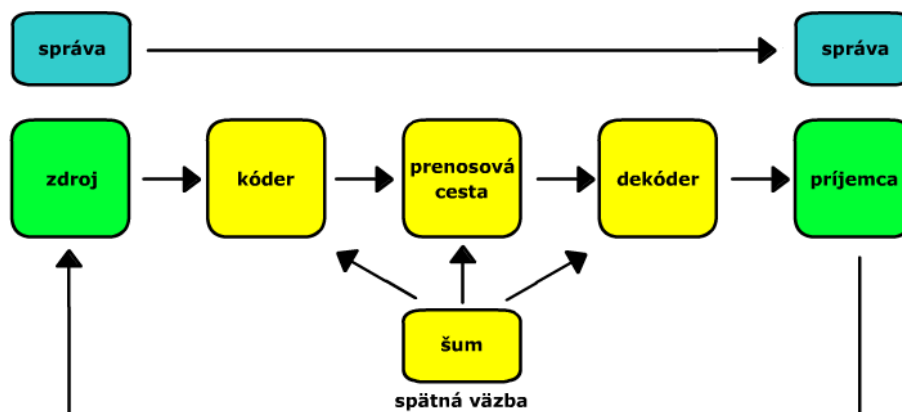 správa
správa
zdroj
kóder
prenosová
cesta
dekóder
príjemca
šum
spätná väzba